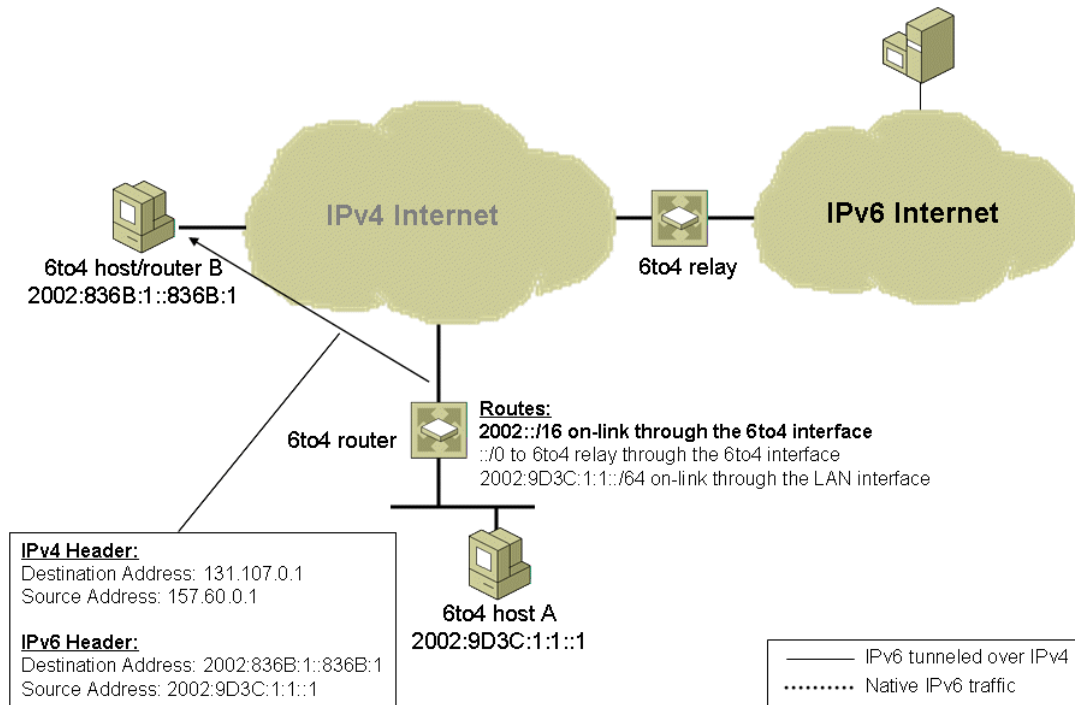 IPv4 Internet
IPv6 Internet
6to4 relay
6to4 host/router B
2002:836B:1::836B:1
6to4 router
Routes:
2002::/16 on-link through the 6to4 interface
::/0 to 6to4 relay through the 6to4 interface
2002:9D3C:1:1::/64 on-link through the LAN interface
6to4 host A
2002:9D3C:1:1::1
IPv4 Header:
Destination Address: 131.107.0.1
Source Address: 157.60.0.1
IPv6 Header:
Destination Address: 2002:836B:1::836B:1
Source Address: 2002:9D3C:1:1::1
IPv6 tunneled over IPv4
Native IPv6 traffic